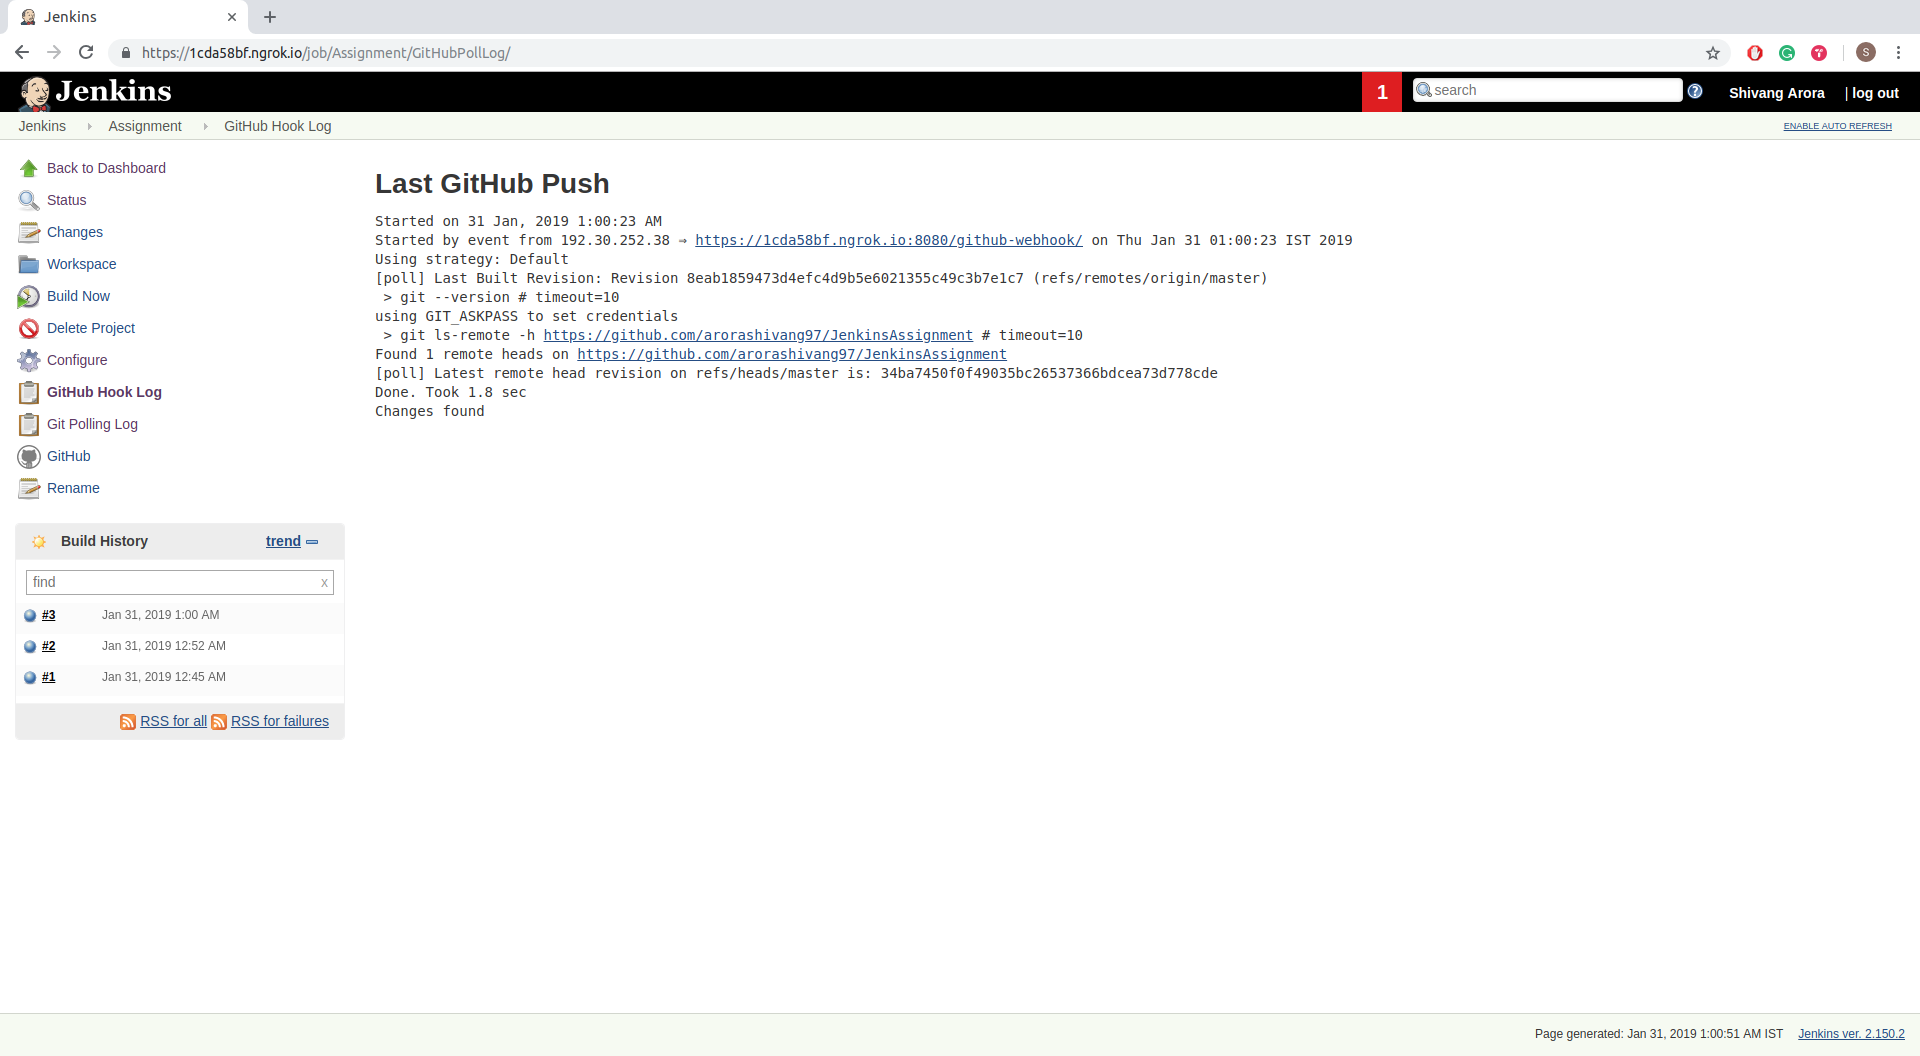 Jenkins
https://1cda58bf.ngrok.io/job/Assignment/GitHubPollLog/
S
Jenkins
1
search
?
Shivang Arora
| log out
Jenkins
Assignment
GitHub Hook Log
ENABLE AUTO REFRESH
Back to Dashboard
Status
Changes
Workspace
Build Now
Delete Project
Configure
GitHub Hook Log
Git Polling Log
GitHub
Rename
Build History
trend
find
x
#3 Jan 31, 2019 1:00 AM
#2 Jan 31, 2019 12:52 AM
#1 Jan 31, 2019 12:45 AM
RSS for all RSS for failures
Last GitHub Push
Started on 31 Jan, 2019 1:00:23 AM
Started by event from 192.30.252.38 ⇒ https://1cda58bf.ngrok.io:8080/github-webhook/ on Thu Jan 31 01:00:23 IST 2019
Using strategy: Default
[poll] Last Built Revision: Revision 8eab1859473d4efc4d9b5e6021355c49c3b7e1c7 (refs/remotes/origin/master)
> git --version # timeout=10
using GIT_ASKPASS to set credentials
> git ls-remote -h https://github.com/arorashivang97/JenkinsAssignment # timeout=10
Found 1 remote heads on https://github.com/arorashivang97/JenkinsAssignment
[poll] Latest remote head revision on refs/heads/master is: 34ba7450f0f49035bc26537366bdcea73d778cde
Done. Took 1.8 sec
Changes found
Page generated: Jan 31, 2019 1:00:51 AM IST
Jenkins ver. 2.150.2